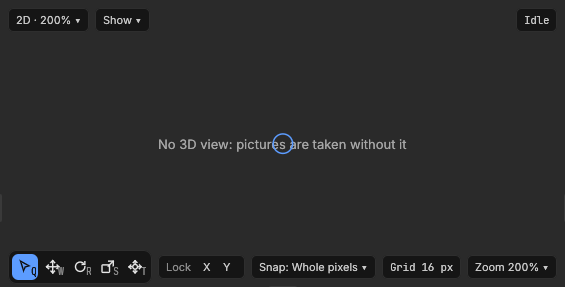 2D · 200% ▾ Show ▾ Idle
No 3D view: pictures are taken without it
Q W R S T Lock X Y Snap: Whole pixels ▾ Grid 16 px Zoom 200% ▾